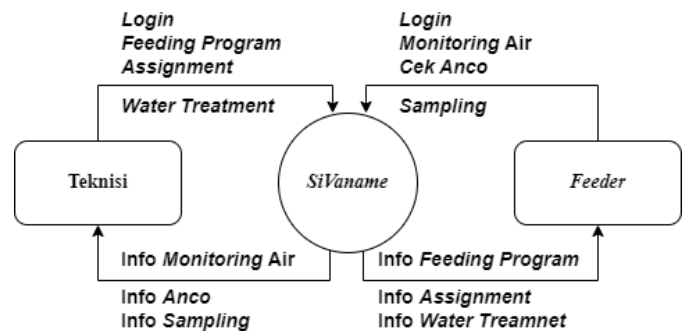 Login
Feeding Program
Assignment
Water Treatment
Login
Monitoring Air
Cek Anco
Sampling
Teknisi
SiVaname
Feeder
Info Monitoring Air
Info Anco
Info Sampling
Info Feeding Program
Info Assignment
Info Water Treamnet